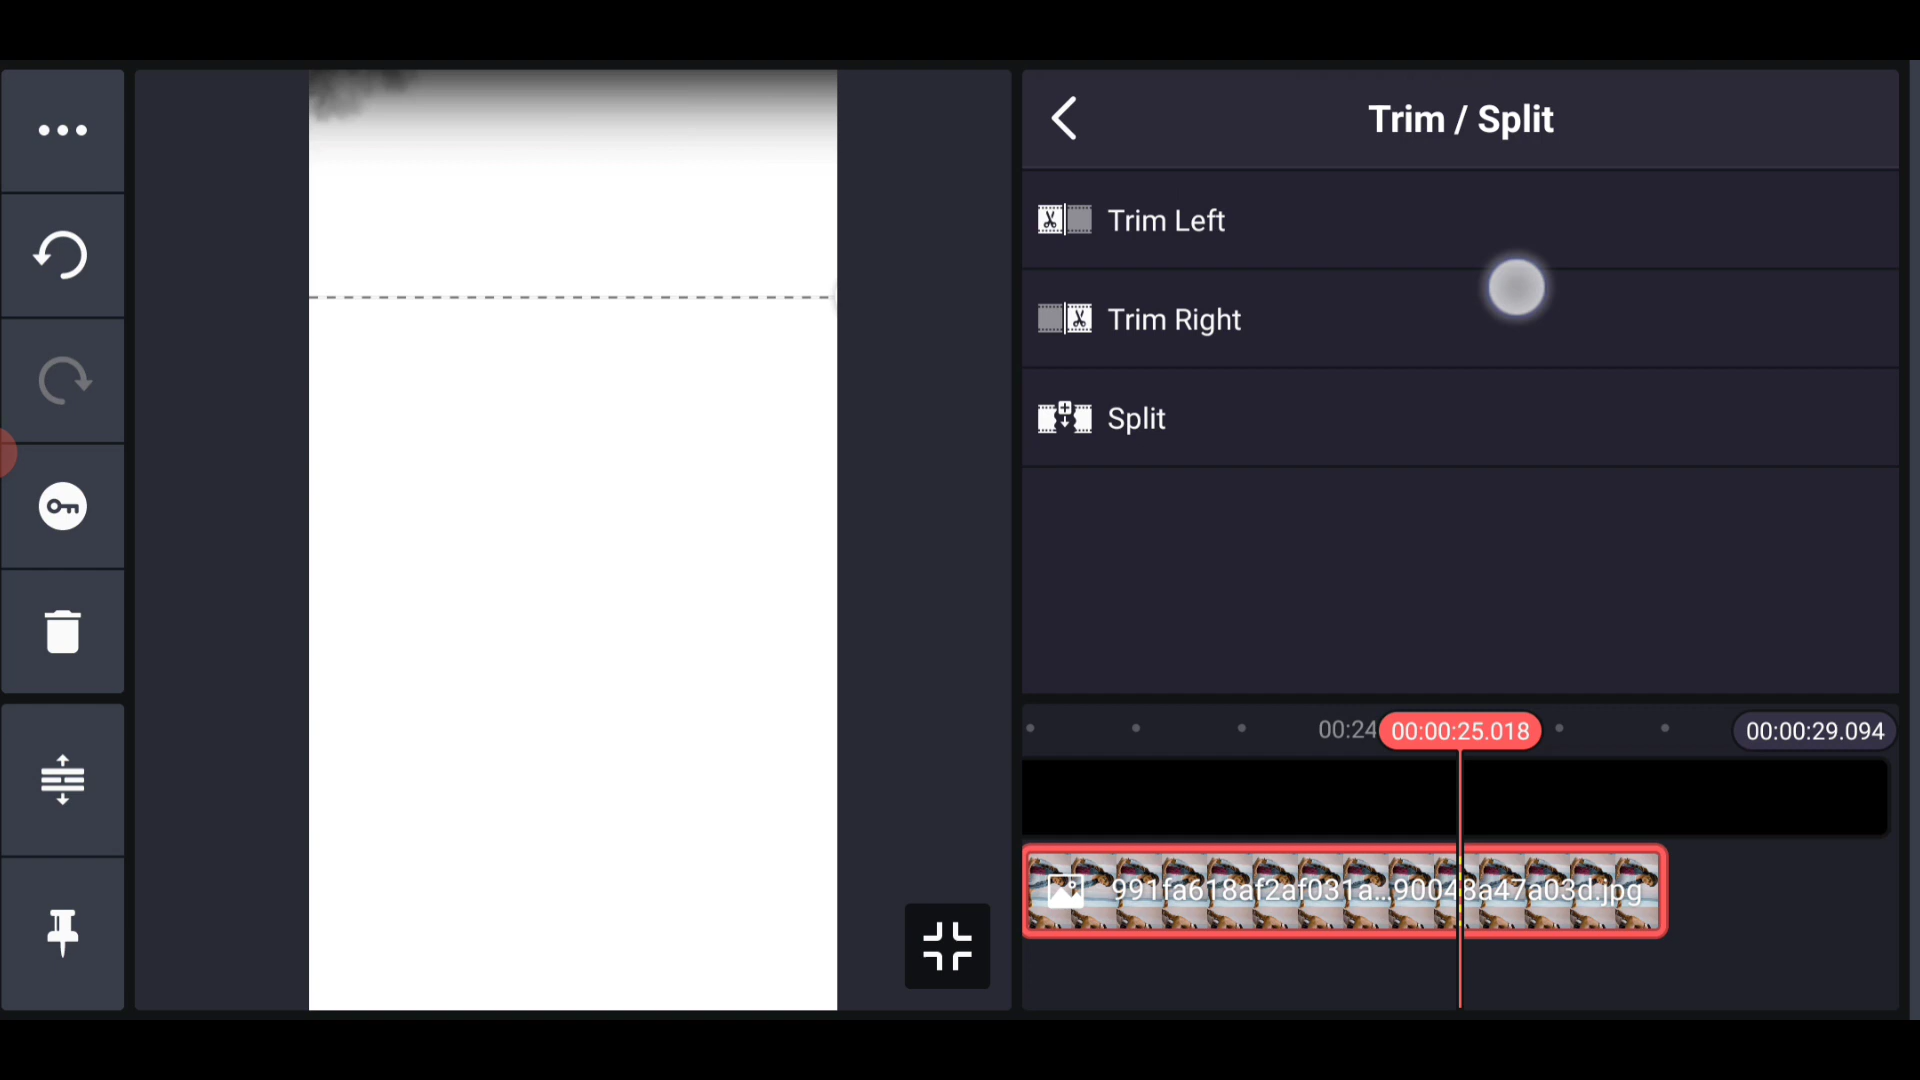 Trim / Split
Trim Left
Trim Right
Split
00:24
00:00:25.018
00:00:29.094
991fa618af2af031a...90048a47a03d.jpg